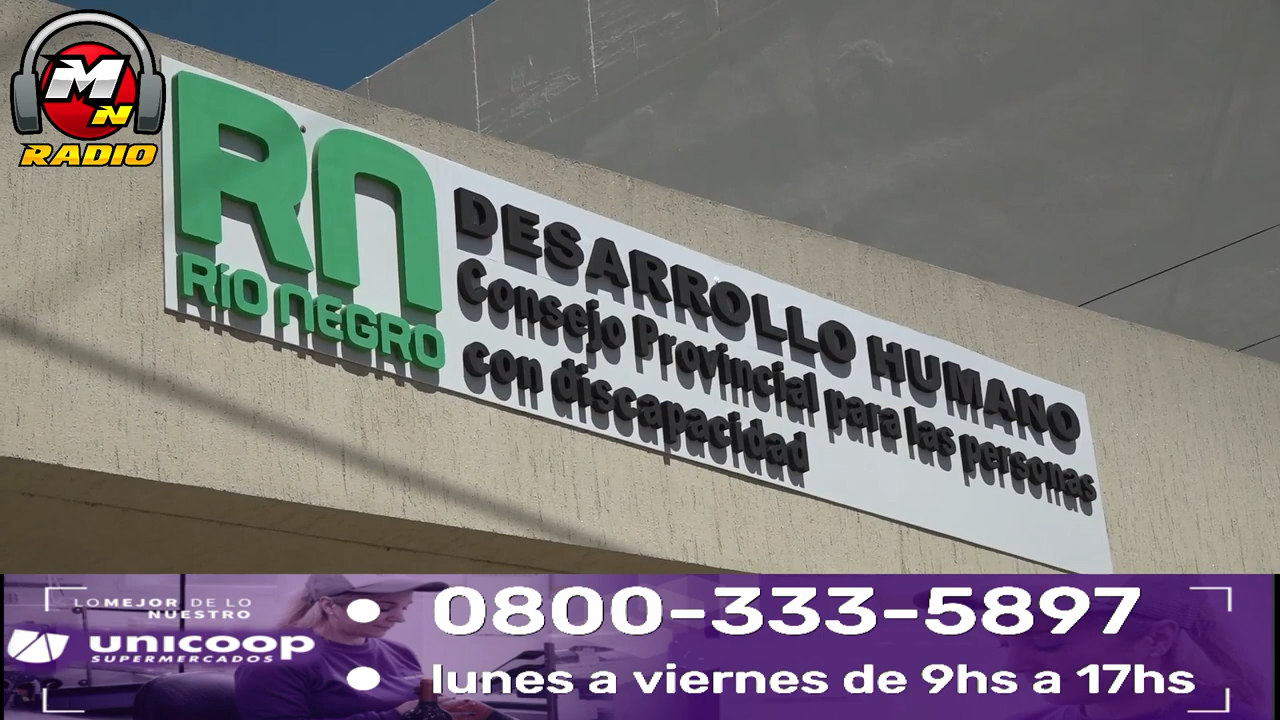 MN
RADIO
RN
RÍO NEGRO
DESARROLLO HUMANO
Consejo Provincial para las personas
con discapacidad
LO MEJOR DE LO
NUESTRO
unicoop
SUPERMERCADOS
0800-333-5897
lunes a viernes de 9hs a 17hs